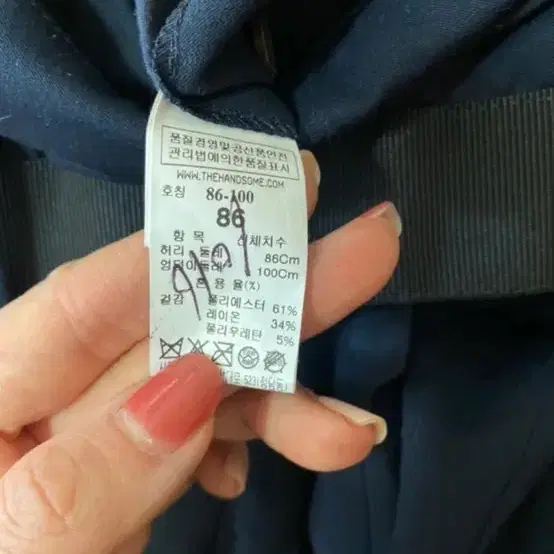 품질경영및공산품안전
관리법에의한품질표시
WWW.THEHANDSOME.COM
호칭 86-100
86
항 목 신체치수
허리 둘레 86Cm
엉덩이둘레 100Cm
혼 용 율(%)
겉감 폴리에스터 61%
레이온 34%
폴리우레탄 5%